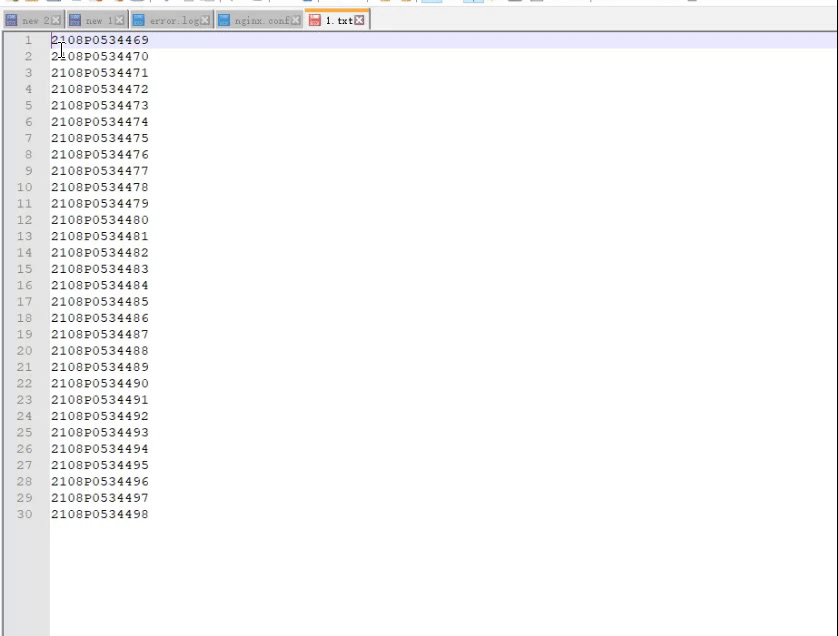 new 2 new 1 error.log nginx.conf 1.txt
1 2108P0534469
2 2108P0534470
3 2108P0534471
4 2108P0534472
5 2108P0534473
6 2108P0534474
7 2108P0534475
8 2108P0534476
9 2108P0534477
10 2108P0534478
11 2108P0534479
12 2108P0534480
13 2108P0534481
14 2108P0534482
15 2108P0534483
16 2108P0534484
17 2108P0534485
18 2108P0534486
19 2108P0534487
20 2108P0534488
21 2108P0534489
22 2108P0534490
23 2108P0534491
24 2108P0534492
25 2108P0534493
26 2108P0534494
27 2108P0534495
28 2108P0534496
29 2108P0534497
30 2108P0534498